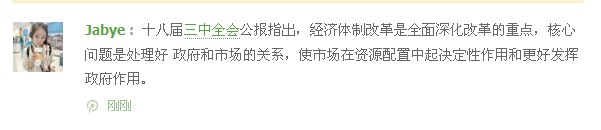 Jabye：十八届三中全会公报指出，经济体制改革是全面深化改革的重点，核心
问题是处理好 政府和市场的关系，使市场在资源配置中起决定性作用和更好发挥
政府作用。
刚刚